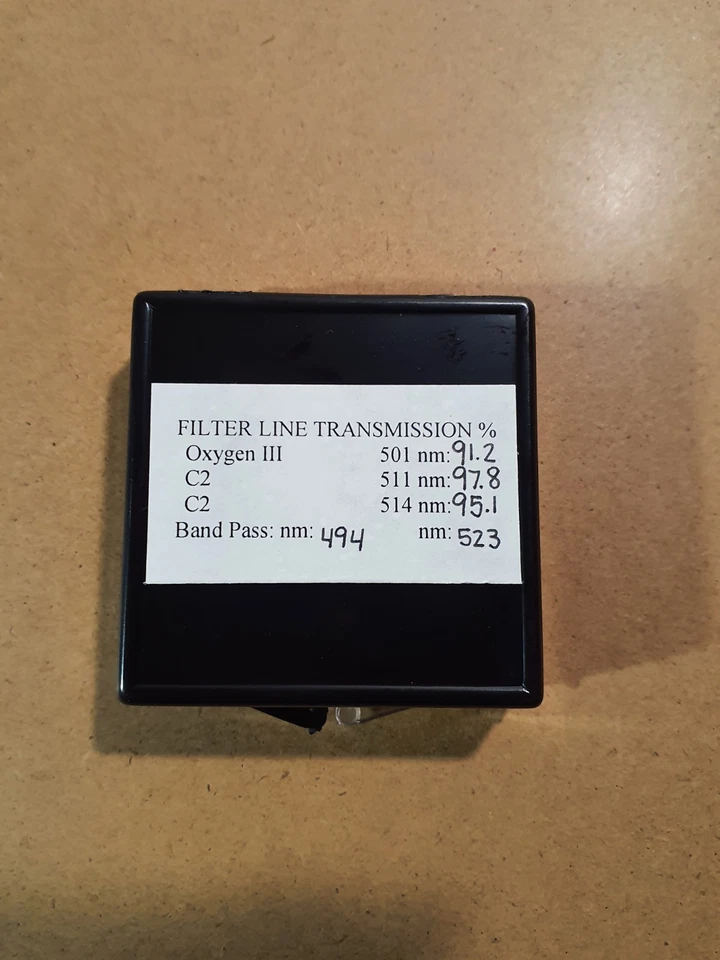 FILTER LINE TRANSMISSION %
Oxygen III 501 nm: 91.2
C2 511 nm: 97.8
C2 514 nm: 95.1
Band Pass: nm: 494 nm: 523